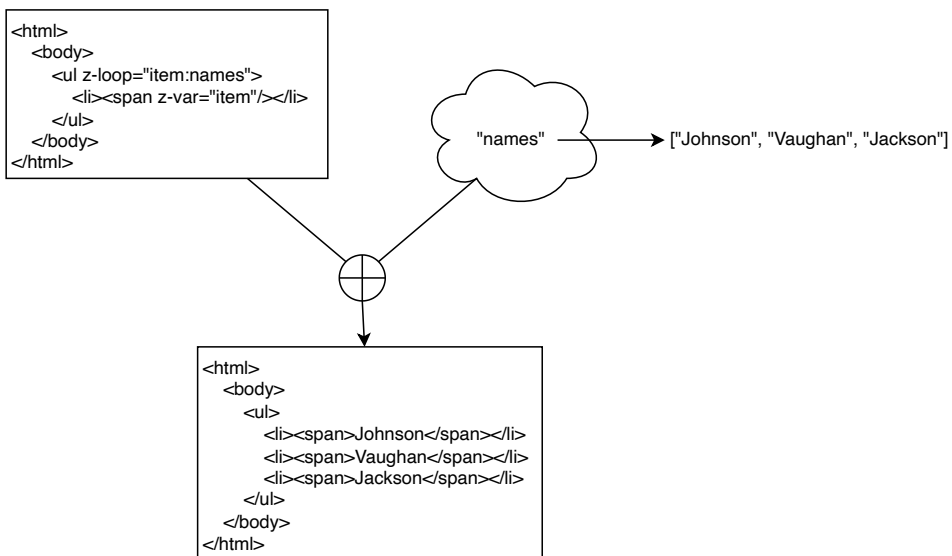 <html>
<body>
<ul z-loop="item:names">
<li><span z-var="item"/></li>
</ul>
</body>
</html>
"names"
["Johnson", "Vaughan", "Jackson"]
<html>
<body>
<ul>
<li><span>Johnson</span></li>
<li><span>Vaughan</span></li>
<li><span>Jackson</span></li>
</ul>
</body>
</html>